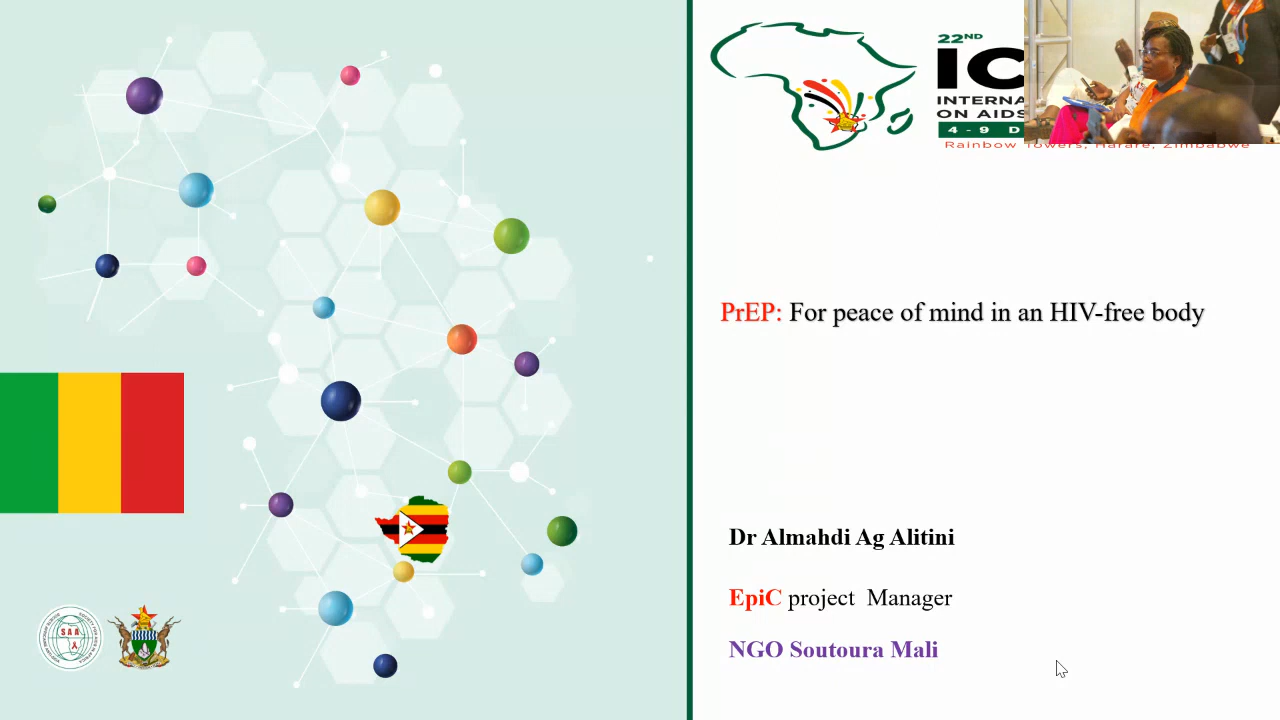 22ND
IC
INTERNA
ON AIDS
4 - 9 D
Rainbow Towers, Harare, Zimbabwe
PrEP: For peace of mind in an HIV-free body
Dr Almahdi Ag Alitini
EpiC project Manager
NGO Soutoura Mali
SAA